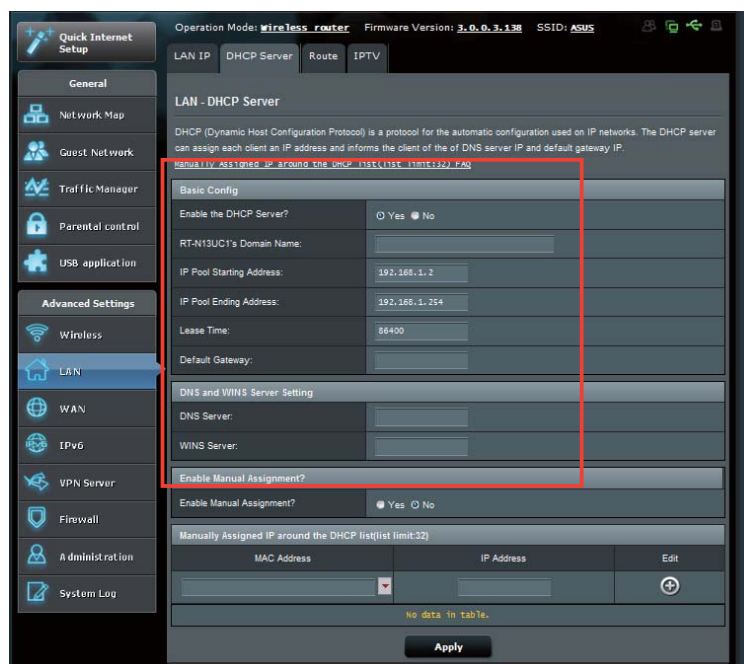 Quick Internet Setup
Operation Mode: Wireless router Firmware Version: 3.0.0.3.138 SSID: ASUS
LAN IP DHCP Server Route IPTV
General
Network Map
Guest Network
Traffic Manager
Parental control
USB application
Advanced Settings
Wireless
LAN
WAN
IPv6
VPN Server
Firewall
Administration
System Log
LAN - DHCP Server
DHCP (Dynamic Host Configuration Protocol) is a protocol for the automatic configuration used on IP networks. The DHCP server
can assign each client an IP address and informs the client of the of DNS server IP and default gateway IP.
Manually Assigned IP around the DHCP list(list limit:32) FAQ
Basic Config
Enable the DHCP Server? Yes No
RT-N13UC1's Domain Name:
IP Pool Starting Address: 192.168.1.2
IP Pool Ending Address: 192.168.1.254
Lease Time: 86400
Default Gateway:
DNS and WINS Server Setting
DNS Server:
WINS Server:
Enable Manual Assignment?
Enable Manual Assignment? Yes No
Manually Assigned IP around the DHCP list(list limit:32)
MAC Address IP Address Edit
No data in table.
Apply